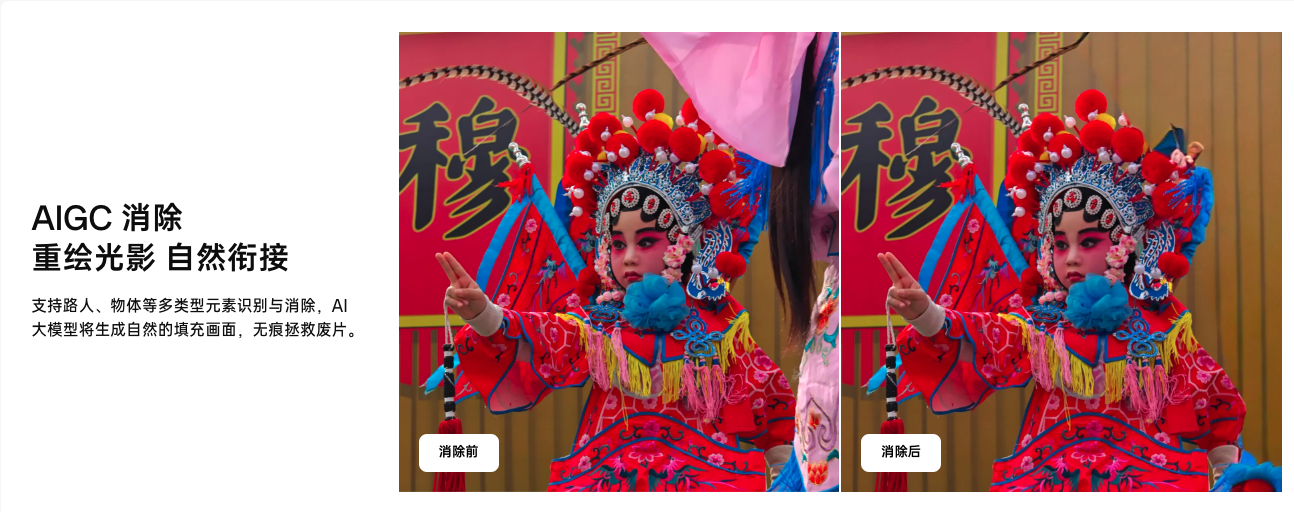 AIGC 消除
重绘光影 自然衔接
支持路人、物体等多类型元素识别与消除，AI
大模型将生成自然的填充画面，无痕拯救废片。
穆
消除前
穆
消除后